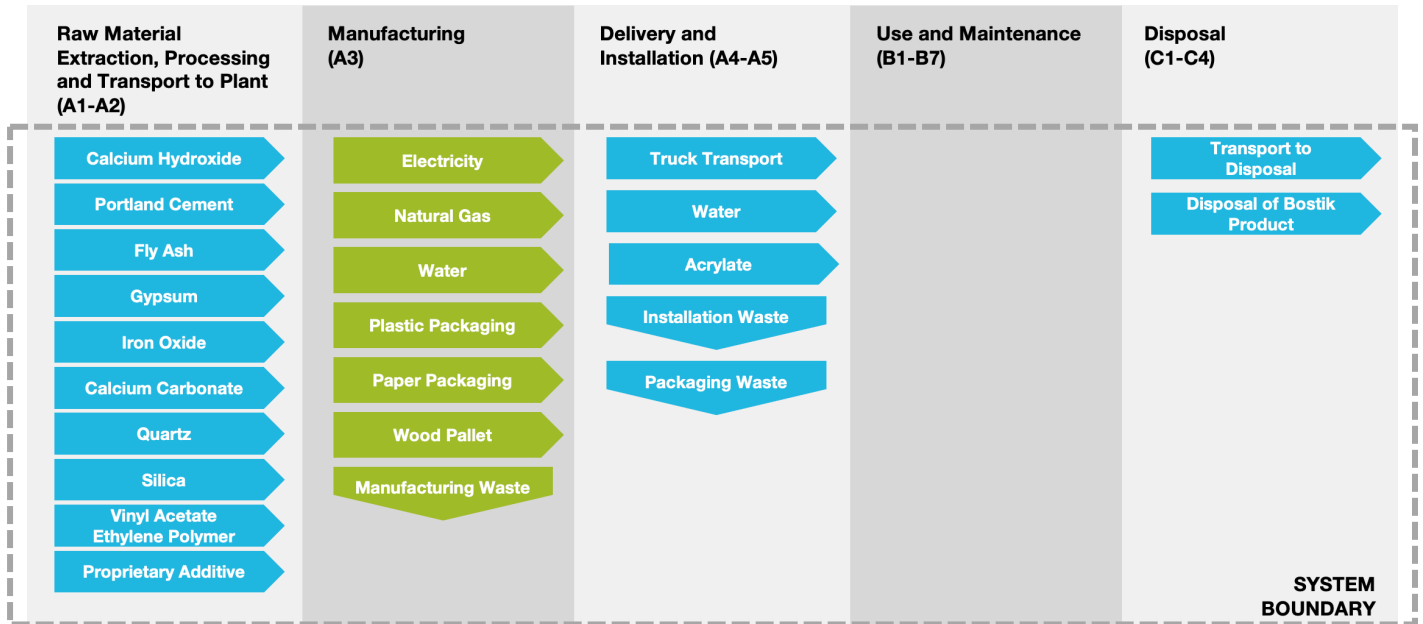 Raw Material
Extraction, Processing
and Transport to Plant
(A1-A2)
Calcium Hydroxide
Portland Cement
Fly Ash
Gypsum
Iron Oxide
Calcium Carbonate
Quartz
Silica
Vinyl Acetate
Ethylene Polymer
Proprietary Additive
Manufacturing
(A3)
Electricity
Natural Gas
Water
Plastic Packaging
Paper Packaging
Wood Pallet
Manufacturing Waste
Delivery and
Installation (A4-A5)
Truck Transport
Water
Acrylate
Installation Waste
Packaging Waste
Use and Maintenance
(B1-B7)
Disposal
(C1-C4)
Transport to
Disposal
Disposal of Bostik
Product
SYSTEM
BOUNDARY